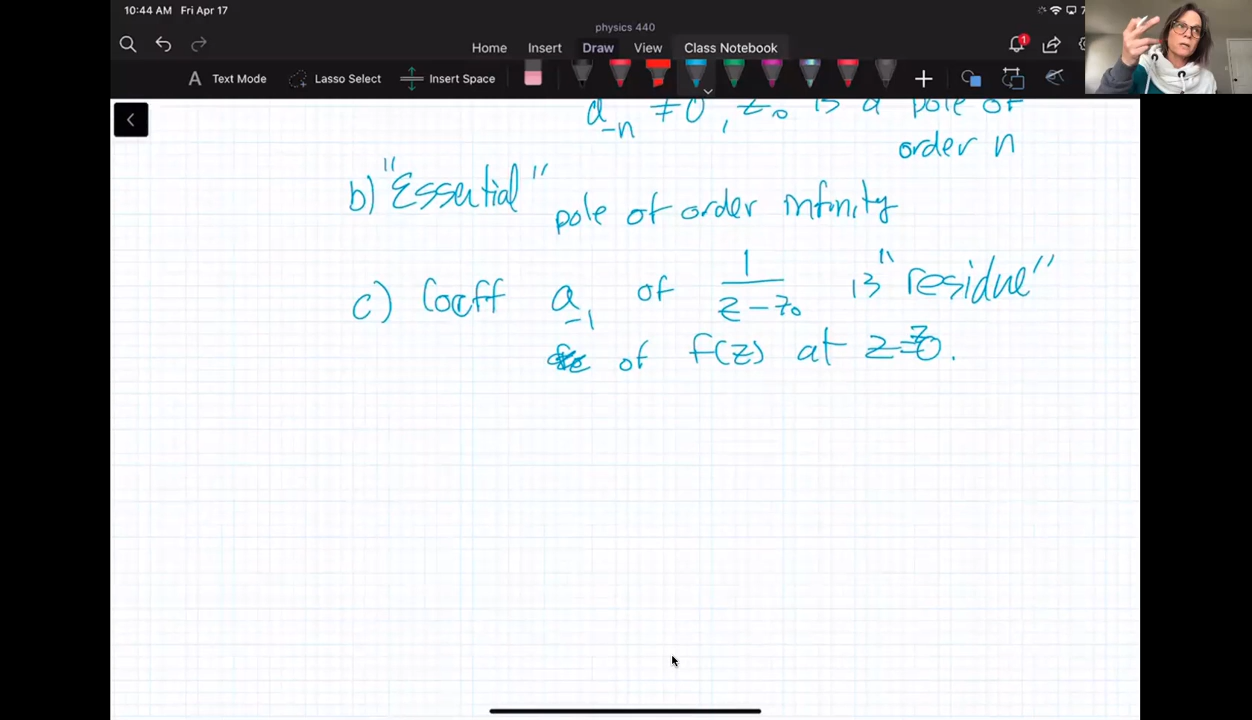 10:44 AM Fri Apr 17
physics 440
Home Insert Draw View Class Notebook
1
A Text Mode Lasso Select Insert Space
a₋ₙ ≠ 0, z₀ is a pole of
order n
b) "Essential"
pole of order infinity
c) Coeff a₋₁ of 1/(z - z₀) is "residue"
of f(z) at z=z₀.